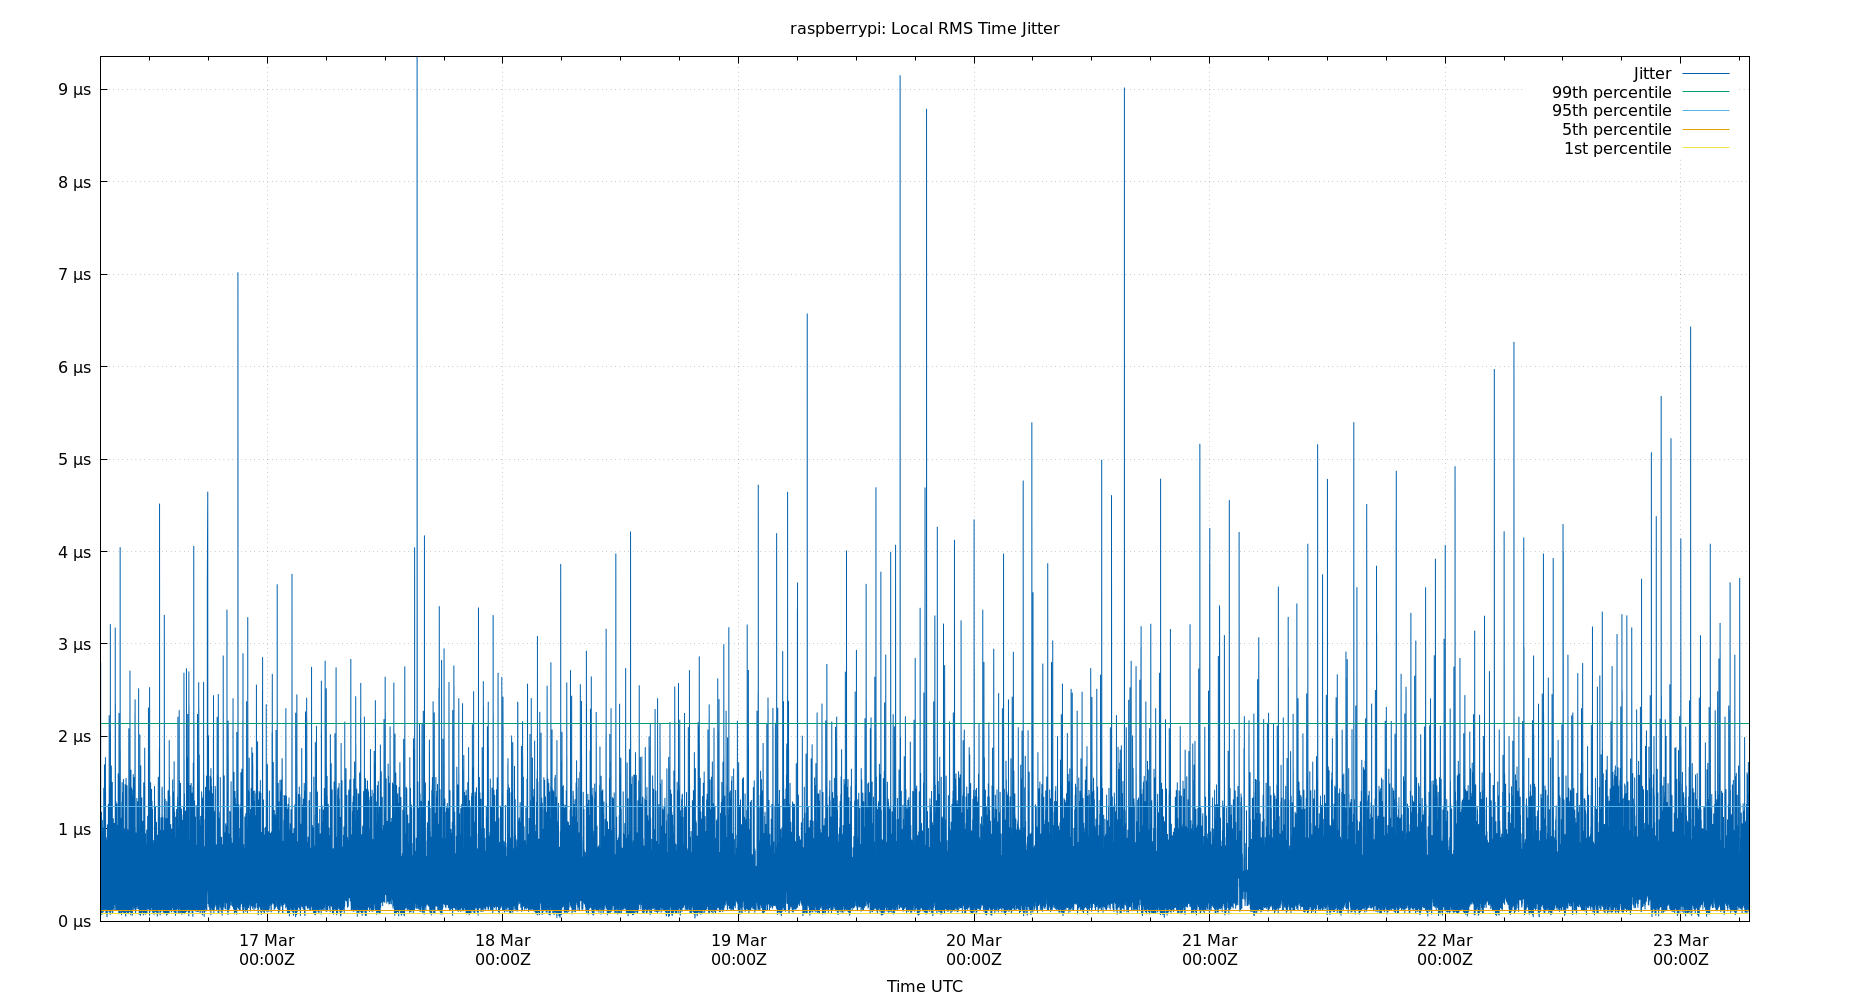 raspberrypi: Local RMS Time Jitter
Jitter
99th percentile
95th percentile
5th percentile
1st percentile
9 µs
8 µs
7 µs
6 µs
5 µs
4 µs
3 µs
2 µs
1 µs
0 µs
17 Mar 18 Mar 19 Mar 20 Mar 21 Mar 22 Mar 23 Mar
00:00Z 00:00Z 00:00Z 00:00Z 00:00Z 00:00Z 00:00Z
Time UTC